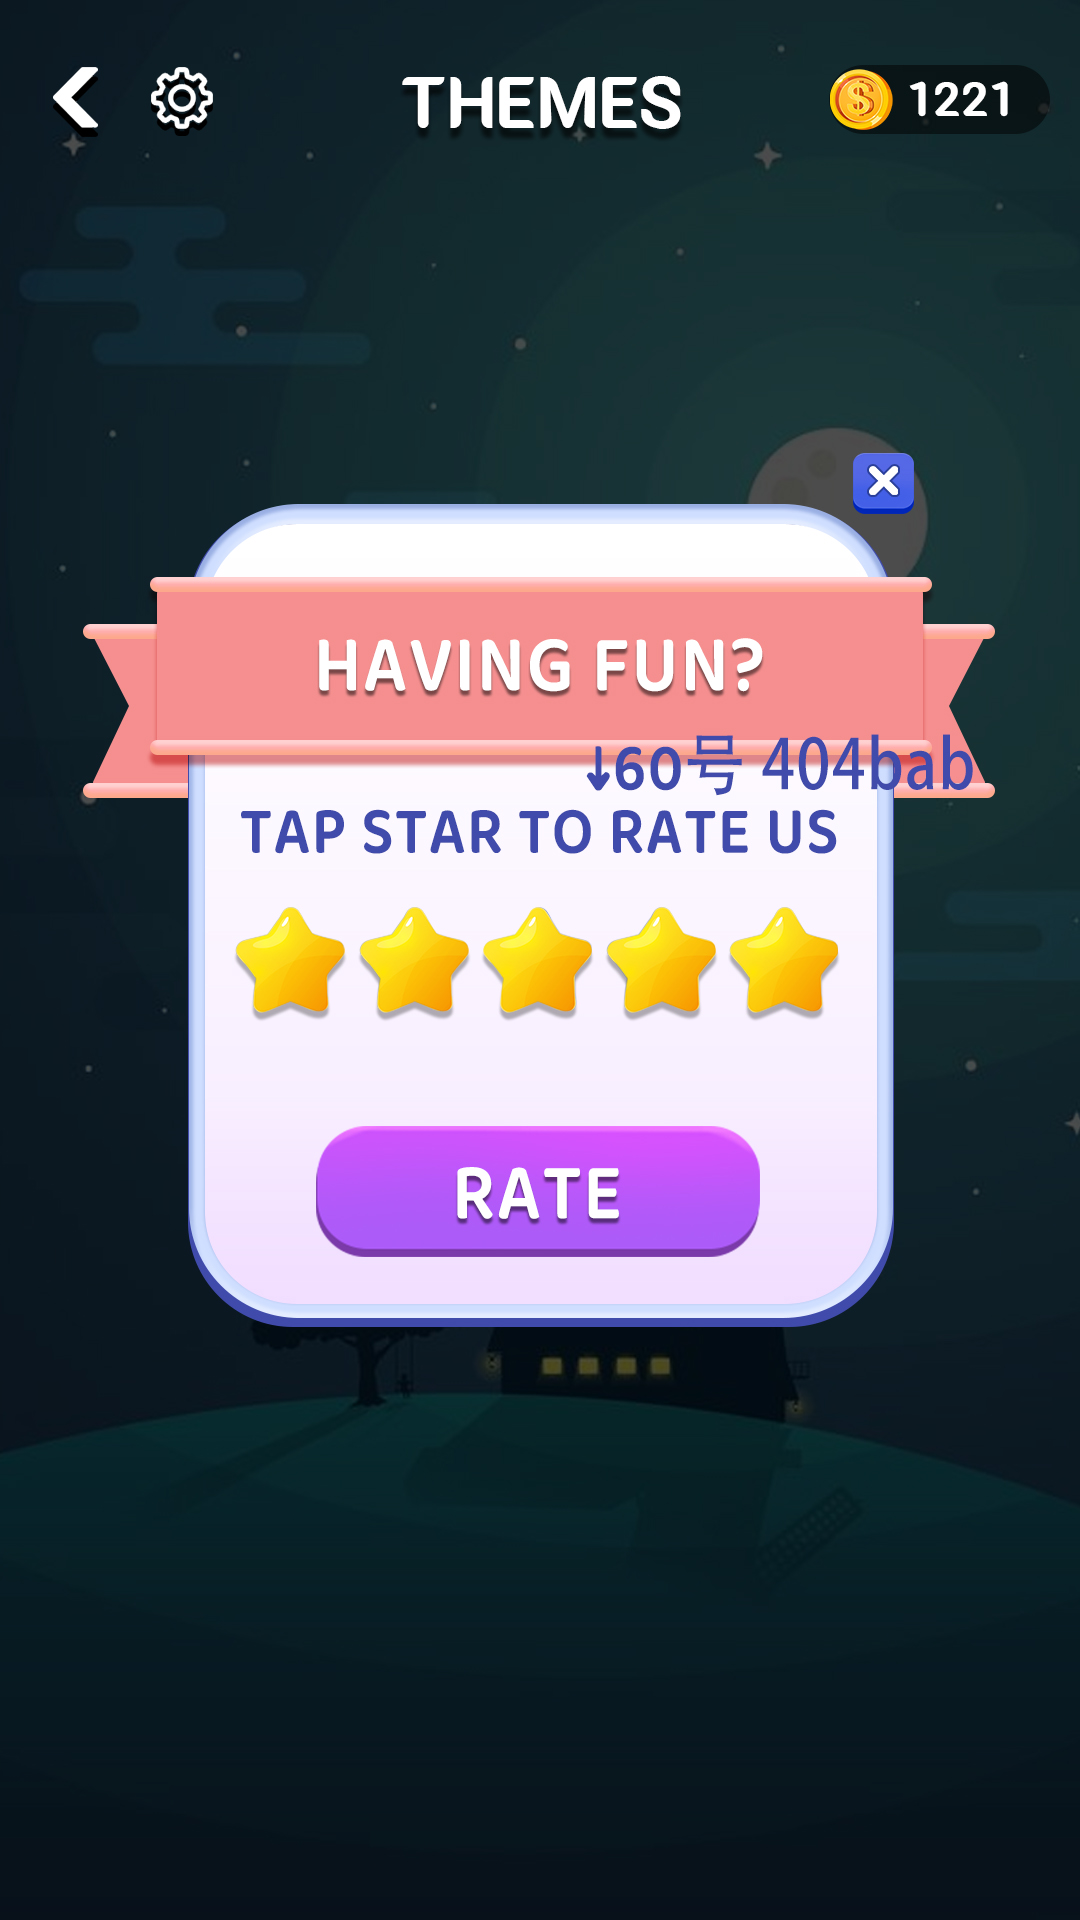 THEMES
1221
HAVING FUN?
↓60号 404bab
TAP STAR TO RATE US
RATE